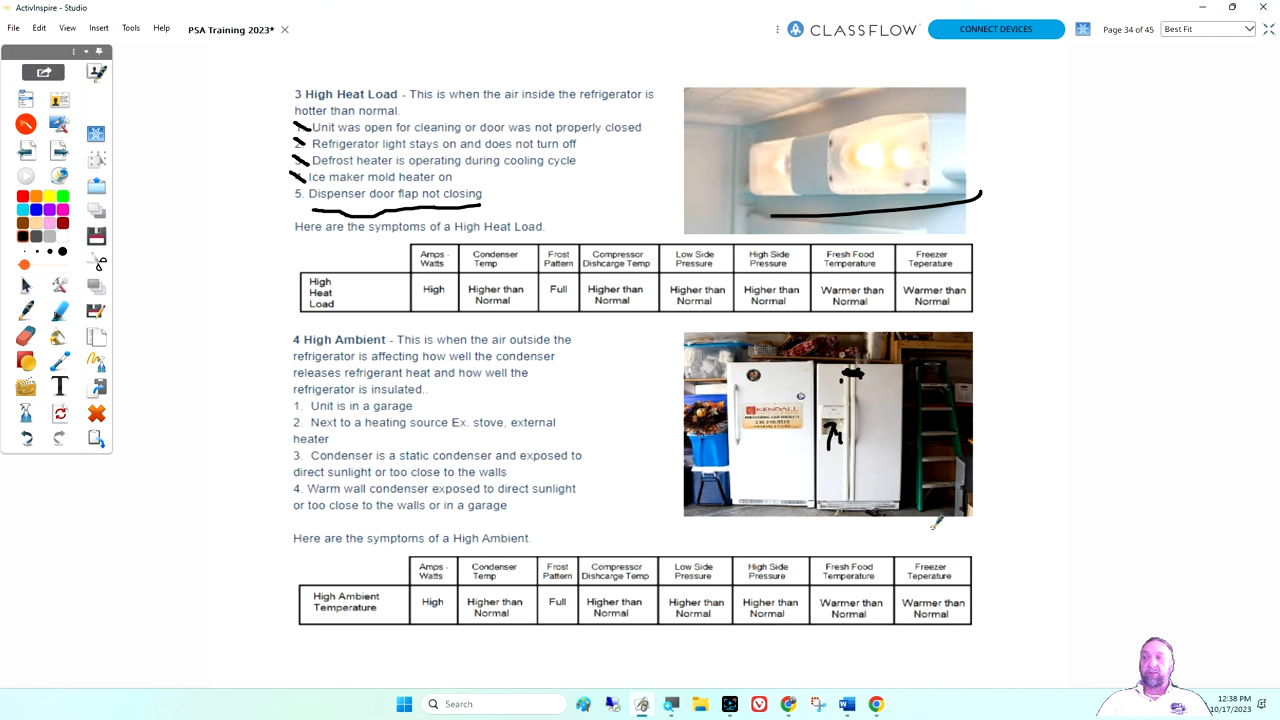 ActivInspire - Studio
File Edit View Insert Tools Help PSA Training 2023* CLASSFLOW CONNECT DEVICES Page 34 of 45 Best Fit
3 High Heat Load - This is when the air inside the refrigerator is
hotter than normal.
1. Unit was open for cleaning or door was not properly closed
2. Refrigerator light stays on and does not turn off
3. Defrost heater is operating during cooling cycle
4. Ice maker mold heater on
5. Dispenser door flap not closing
Here are the symptoms of a High Heat Load.
Amps - Watts Condenser Temp Frost Pattern Compressor Dishcarge Temp Low Side Pressure High Side Pressure Fresh Food Temperature Freezer Teperature
High Heat Load High Higher than Normal Full Higher than Normal Higher than Normal Higher than Normal Warmer than Normal Warmer than Normal
4 High Ambient - This is when the air outside the
refrigerator is affecting how well the condenser
releases refrigerant heat and how well the
refrigerator is insulated..
1. Unit is in a garage
2. Next to a heating source Ex. stove, external
heater
3. Condenser is a static condenser and exposed to
direct sunlight or too close to the walls
4. Warm wall condenser exposed to direct sunlight
or too close to the walls or in a garage
KENDALL
Here are the symptoms of a High Ambient.
Amps - Watts Condenser Temp Frost Pattern Compressor Dishcarge Temp Low Side Pressure High Side Pressure Fresh Food Temperature Freezer Teperature
High Ambient Temperature High Higher than Normal Full Higher than Normal Higher than Normal Higher than Normal Warmer than Normal Warmer than Normal
Search
12:38 PM
10/17/2023